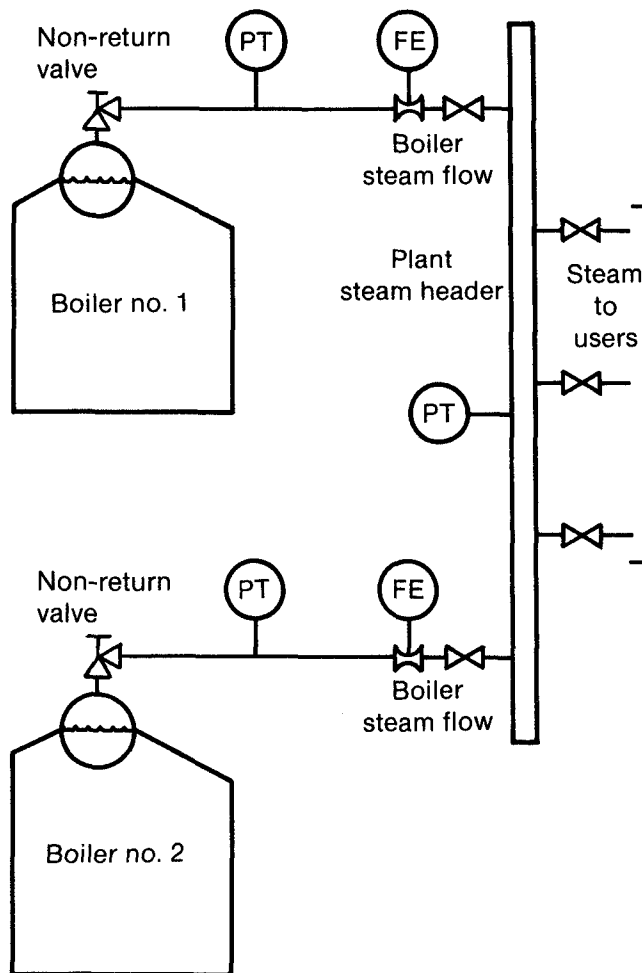 Non-return
valve
PT
FE
Boiler
steam flow
Boiler no. 1
Plant
steam header
Steam
to
users
PT
Non-return
valve
PT
FE
Boiler
steam flow
Boiler no. 2